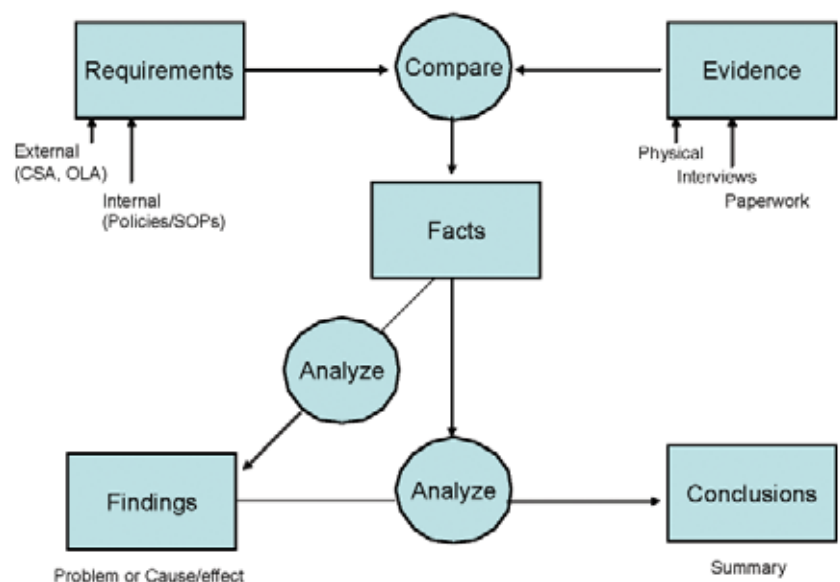 Requirements
Compare
Evidence
External
(CSA, OLA)
Internal
(Policies/SOPs)
Physical
Interviews
Paperwork
Facts
Analyze
Findings
Analyze
Conclusions
Problem or Cause/effect
Summary